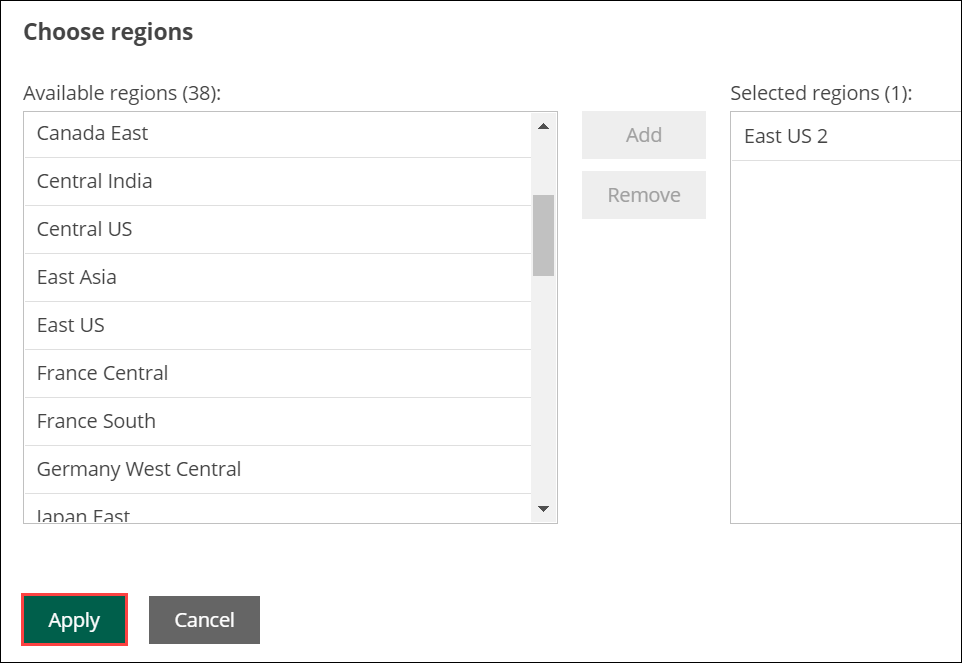 Choose regions
Available regions (38):
Canada East
Central India
Central US
East Asia
East US
France Central
France South
Germany West Central
Japan East
Add
Remove
Selected regions (1):
East US 2
Apply
Cancel